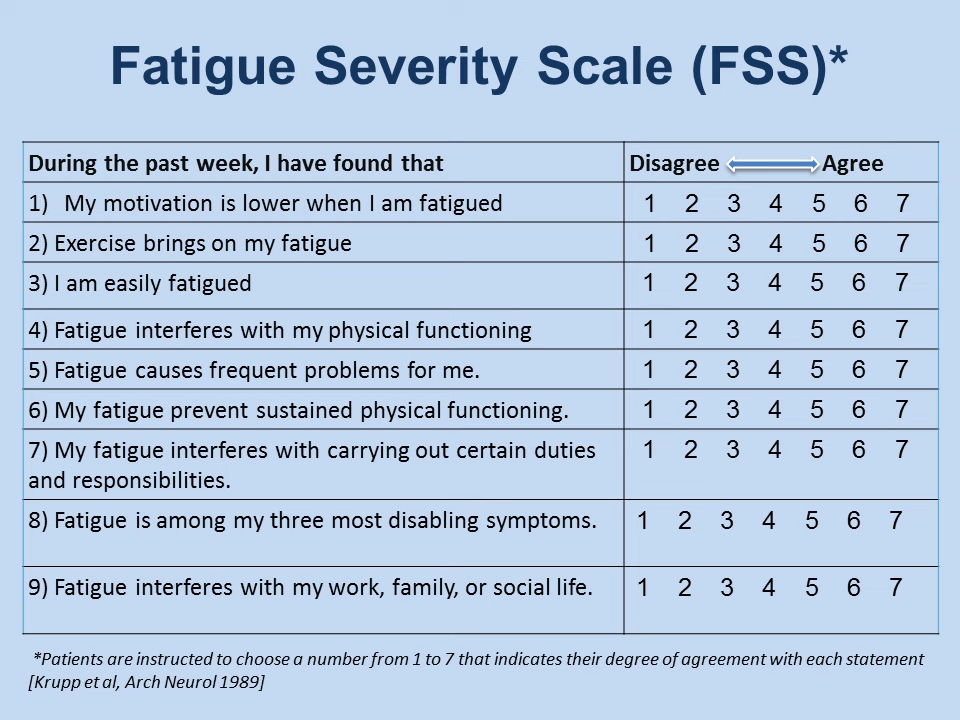 Fatigue Severity Scale (FSS)*
During the past week, I have found that Disagree Agree
1) My motivation is lower when I am fatigued 1 2 3 4 5 6 7
2) Exercise brings on my fatigue 1 2 3 4 5 6 7
3) I am easily fatigued 1 2 3 4 5 6 7
4) Fatigue interferes with my physical functioning 1 2 3 4 5 6 7
5) Fatigue causes frequent problems for me. 1 2 3 4 5 6 7
6) My fatigue prevent sustained physical functioning. 1 2 3 4 5 6 7
7) My fatigue interferes with carrying out certain duties 1 2 3 4 5 6 7
and responsibilities.
8) Fatigue is among my three most disabling symptoms. 1 2 3 4 5 6 7
9) Fatigue interferes with my work, family, or social life. 1 2 3 4 5 6 7
*Patients are instructed to choose a number from 1 to 7 that indicates their degree of agreement with each statement
[Krupp et al, Arch Neurol 1989]